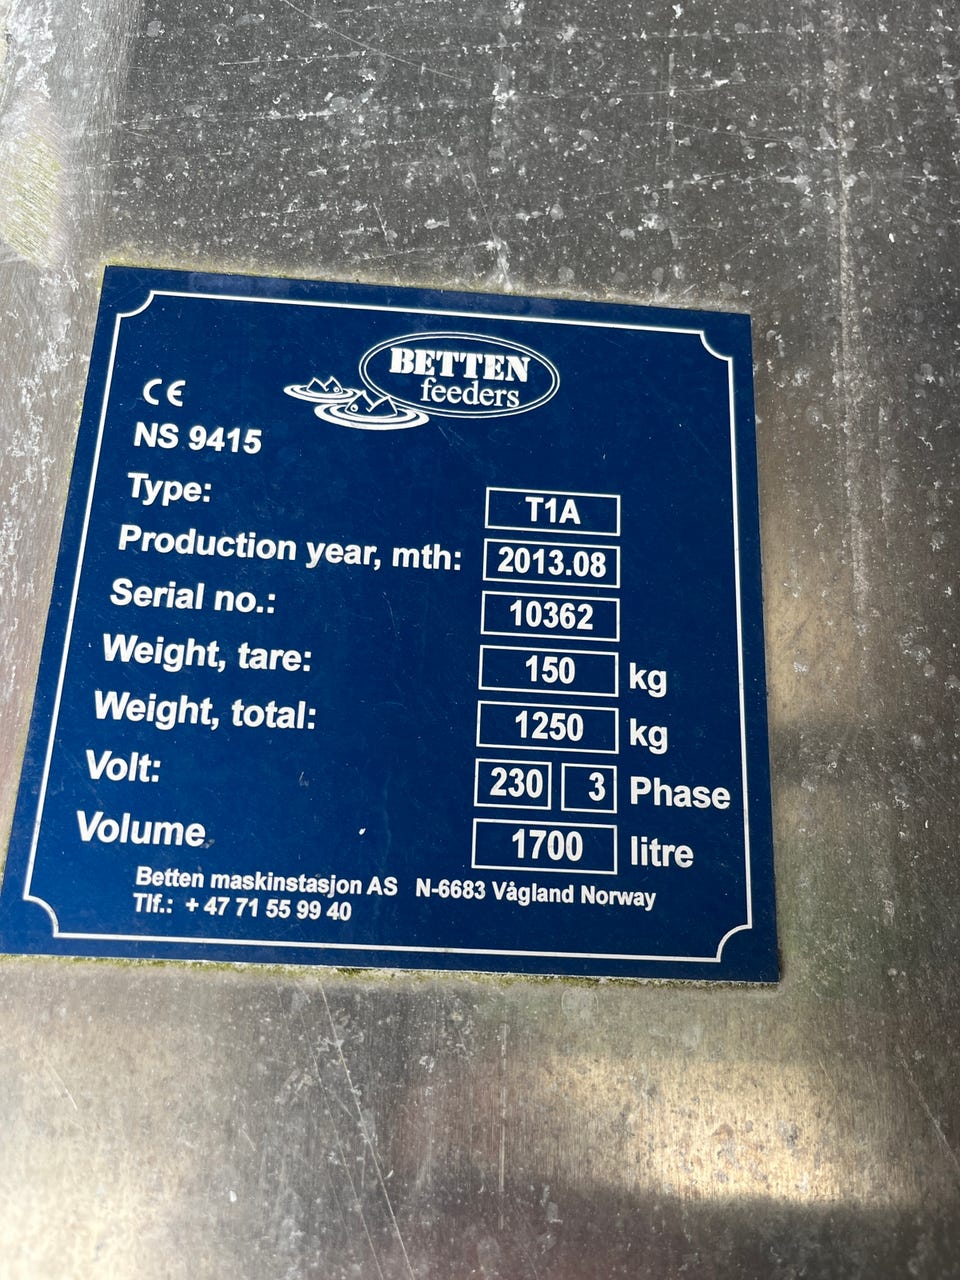 BETTEN
feeders
CE
NS 9415
Type: T1A
Production year, mth: 2013.08
Serial no.: 10362
Weight, tare: 150 kg
Weight, total: 1250 kg
Volt: 230 3 Phase
Volume 1700 litre
Betten maskinstasjon AS N-6683 Vågland Norway
Tlf.: + 47 71 55 99 40